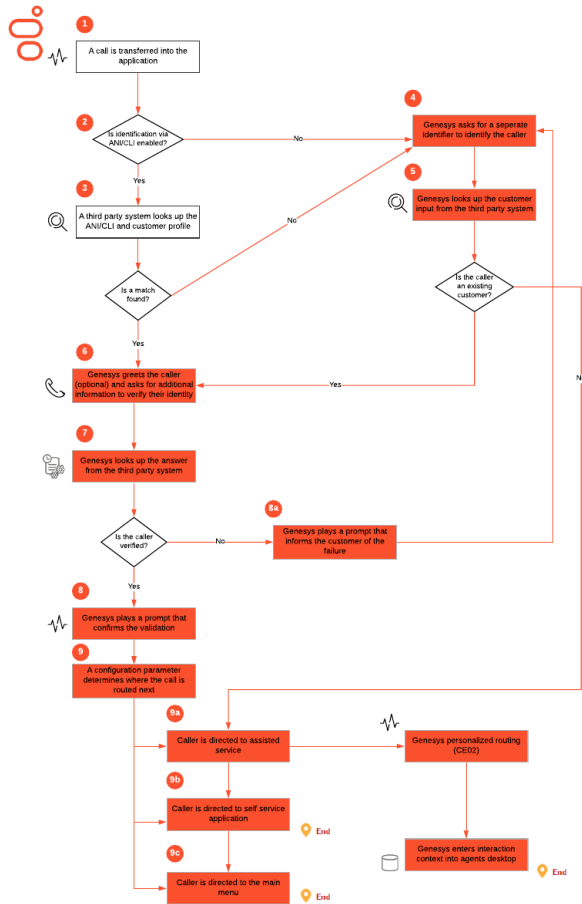 1
A call is transferred into the
application
2
Is identification via
ANI/CLI enabled?
No
Yes
3
A third party system looks up the
ANI/CLI and customer profile
No
Is a match
found?
Yes
4
Genesys asks for a seperate
identifier to identify the caller
5
Genesys looks up the customer
input from the third party system
Is the caller
an existing
customer?
Yes
N
6
Genesys greets the caller
(optional) and asks for additional
information to verify their identity
7
Genesys looks up the answer
from the third party system
Is the caller
verified?
No
8a
Genesys plays a prompt that
informs the customer of the
failure
Yes
8
Genesys plays a prompt that
confirms the validation
9
A configuration parameter
determines where the call is
routed next
9a
Caller is directed to assisted
service
Genesys personalized routing
(CE02)
9b
Caller is directed to self service
application
End
Genesys enters interaction
context into agents desktop
End
9c
Caller is directed to the main
menu
End